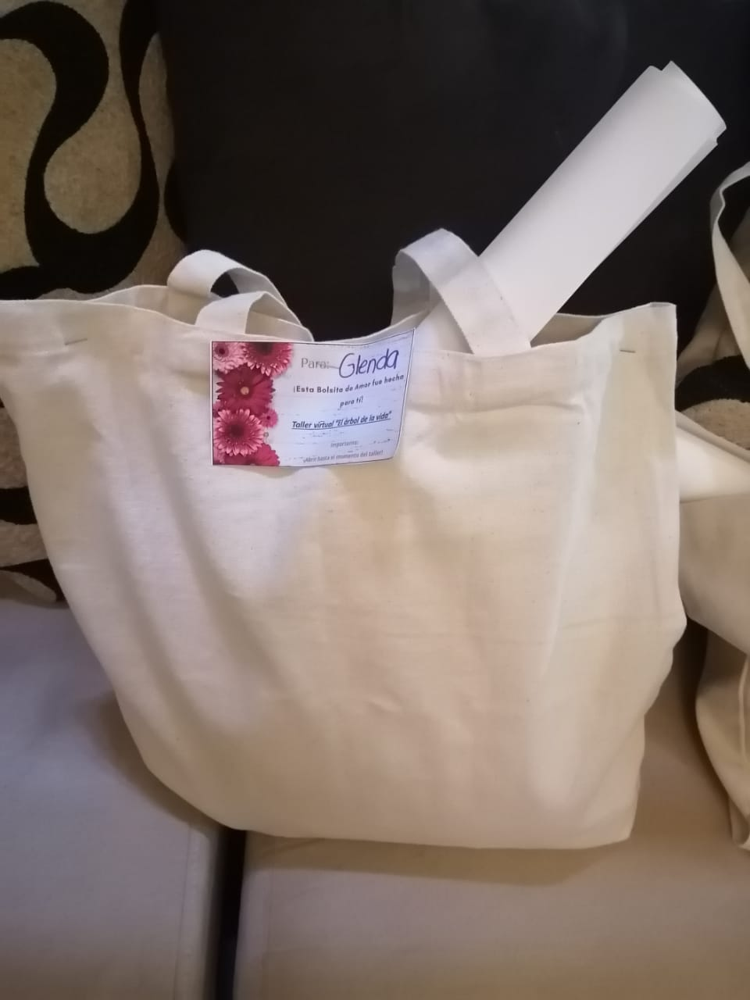 Para: Glenda
¡Esta Bolsita de Amor fue hecha
para tí!
Taller virtual "El árbol de la vida"
importante:
¡Abrir hasta el momento del taller!